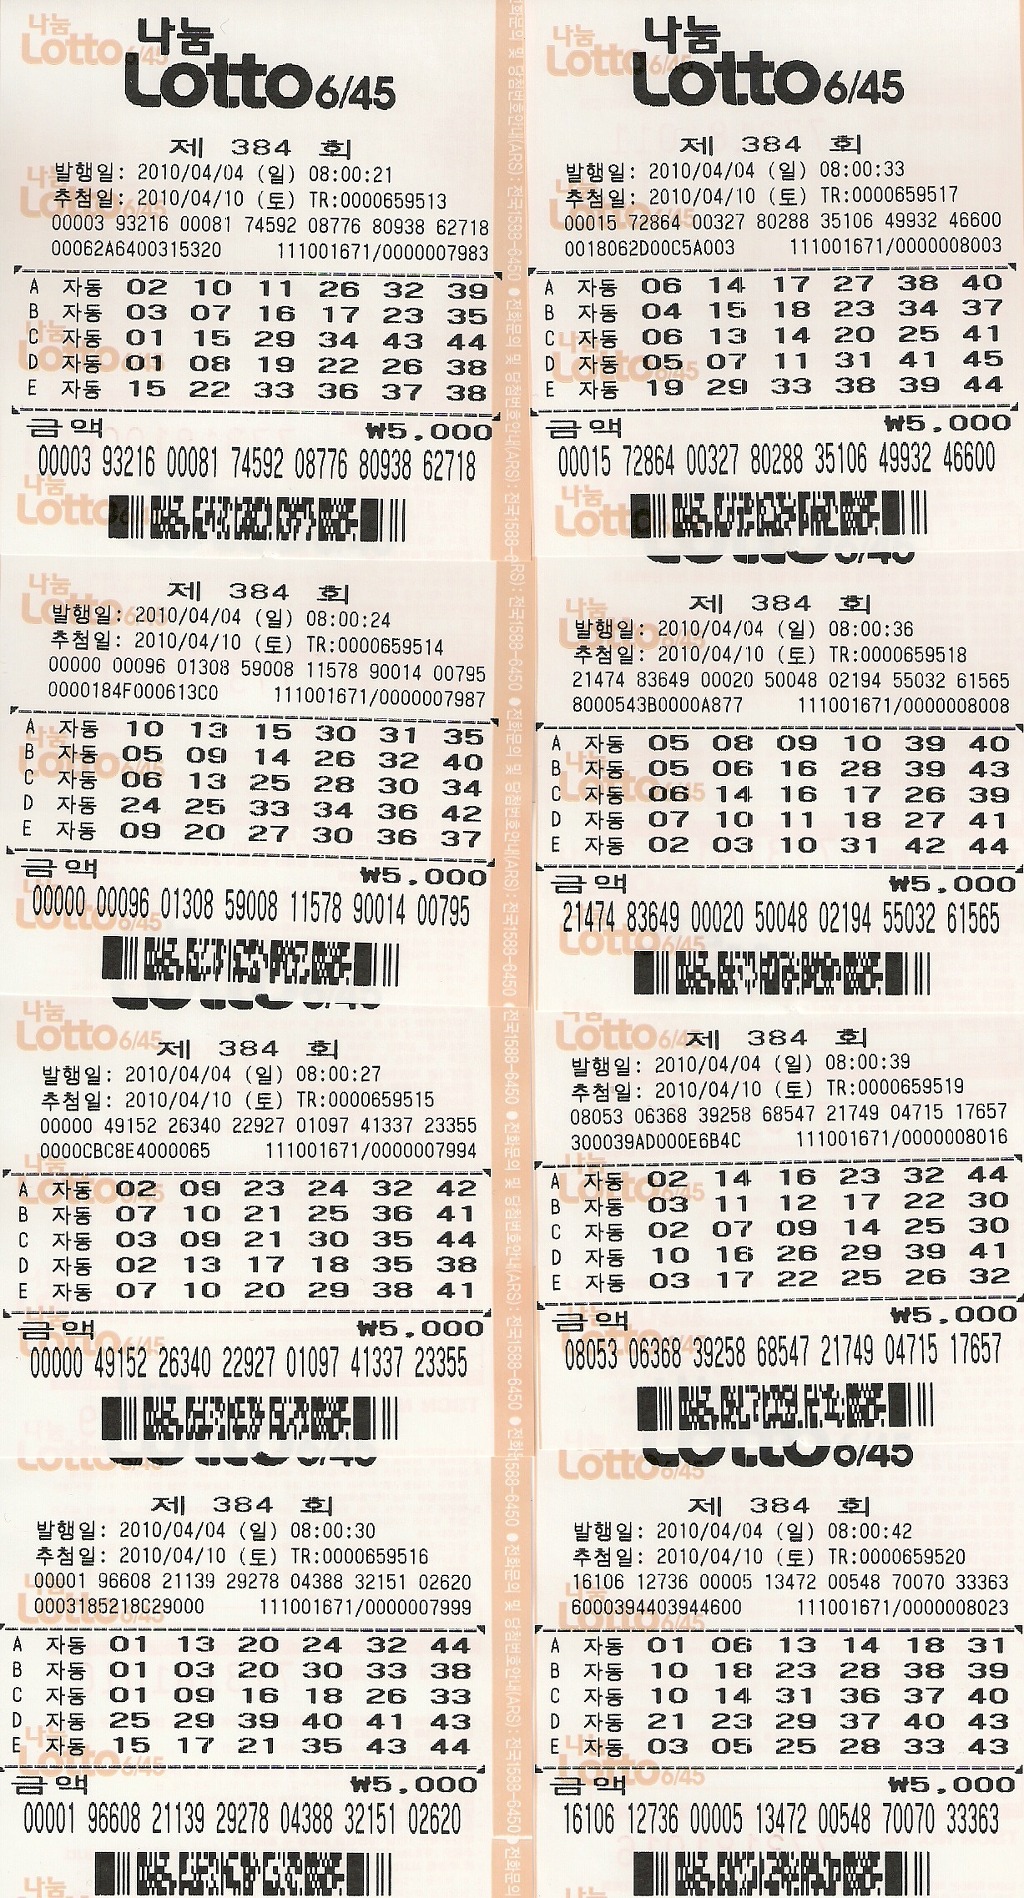 나눔
Lotto 6/45
제 384 회
발행일: 2010/04/04 (일) 08:00:21
추첨일: 2010/04/10 (토) TR:0000659513
00003 93216 00081 74592 08776 80938 62718
00062A6400315320 111001671/0000007983
A 자동 02 10 11 26 32 39
B 자동 03 07 16 17 23 35
C 자동 01 15 29 34 43 44
D 자동 01 08 19 22 26 38
E 자동 15 22 33 36 37 38
금액 ₩5,000
00003 93216 00081 74592 08776 80938 62718
제 384 회
발행일: 2010/04/04 (일) 08:00:24
추첨일: 2010/04/10 (토) TR:0000659514
00000 00096 01308 59008 11578 90014 00795
0000184F000613C0 111001671/0000007987
A 자동 10 13 15 30 31 35
B 자동 05 09 14 26 32 40
C 자동 06 13 25 28 30 34
D 자동 24 25 33 34 36 42
E 자동 09 20 27 30 36 37
금액 ₩5,000
00000 00096 01308 59008 11578 90014 00795
제 384 회
발행일: 2010/04/04 (일) 08:00:27
추첨일: 2010/04/10 (토) TR:0000659515
00000 49152 26340 22927 01097 41337 23355
0000CBC8E4000065 111001671/0000007994
A 자동 02 09 23 24 32 42
B 자동 07 10 21 25 36 41
C 자동 03 09 21 30 35 44
D 자동 02 13 17 18 35 38
E 자동 07 10 20 29 38 41
금액 ₩5,000
00000 49152 26340 22927 01097 41337 23355
제 384 회
발행일: 2010/04/04 (일) 08:00:30
추첨일: 2010/04/10 (토) TR:0000659516
00001 96608 21139 29278 04388 32151 02620
0003185218C29000 111001671/0000007999
A 자동 01 13 20 24 32 44
B 자동 01 03 20 30 33 38
C 자동 01 09 16 18 26 33
D 자동 25 29 39 40 41 43
E 자동 15 17 21 35 43 44
금액 ₩5,000
00001 96608 21139 29278 04388 32151 02620
나눔
Lotto 6/45
제 384 회
발행일: 2010/04/04 (일) 08:00:33
추첨일: 2010/04/10 (토) TR:0000659517
00015 72864 00327 80288 35106 49932 46600
0018062D00C5A003 111001671/0000008003
A 자동 06 14 17 27 38 40
B 자동 04 15 18 23 34 37
C 자동 06 13 14 20 25 41
D 자동 05 07 11 31 41 45
E 자동 19 29 33 38 39 44
금액 ₩5,000
00015 72864 00327 80288 35106 49932 46600
제 384 회
발행일: 2010/04/04 (일) 08:00:36
추첨일: 2010/04/10 (토) TR:0000659518
21474 83649 00020 50048 02194 55032 61565
8000543B0000A877 111001671/0000008008
A 자동 05 08 09 10 39 40
B 자동 05 06 16 28 39 43
C 자동 06 14 16 17 26 39
D 자동 07 10 11 18 27 41
E 자동 02 03 10 31 42 44
금액 ₩5,000
21474 83649 00020 50048 02194 55032 61565
제 384 회
발행일: 2010/04/04 (일) 08:00:39
추첨일: 2010/04/10 (토) TR:0000659519
08053 06368 39258 68547 21749 04715 17657
300039AD000E6B4C 111001671/0000008016
A 자동 02 14 16 23 32 44
B 자동 03 11 12 17 22 30
C 자동 02 07 09 14 25 30
D 자동 10 16 26 29 39 41
E 자동 03 17 22 25 26 32
금액 ₩5,000
08053 06368 39258 68547 21749 04715 17657
Lotto 6/45
제 384 회
발행일: 2010/04/04 (일) 08:00:42
추첨일: 2010/04/10 (토) TR:0000659520
16106 12736 00005 13472 00548 70070 33363
6000394403944600 111001671/0000008023
A 자동 01 06 13 14 18 31
B 자동 10 18 23 28 38 39
C 자동 10 14 31 36 37 40
D 자동 21 23 29 37 40 43
E 자동 03 05 25 28 33 43
금액 ₩5,000
16106 12736 00005 13472 00548 70070 33363